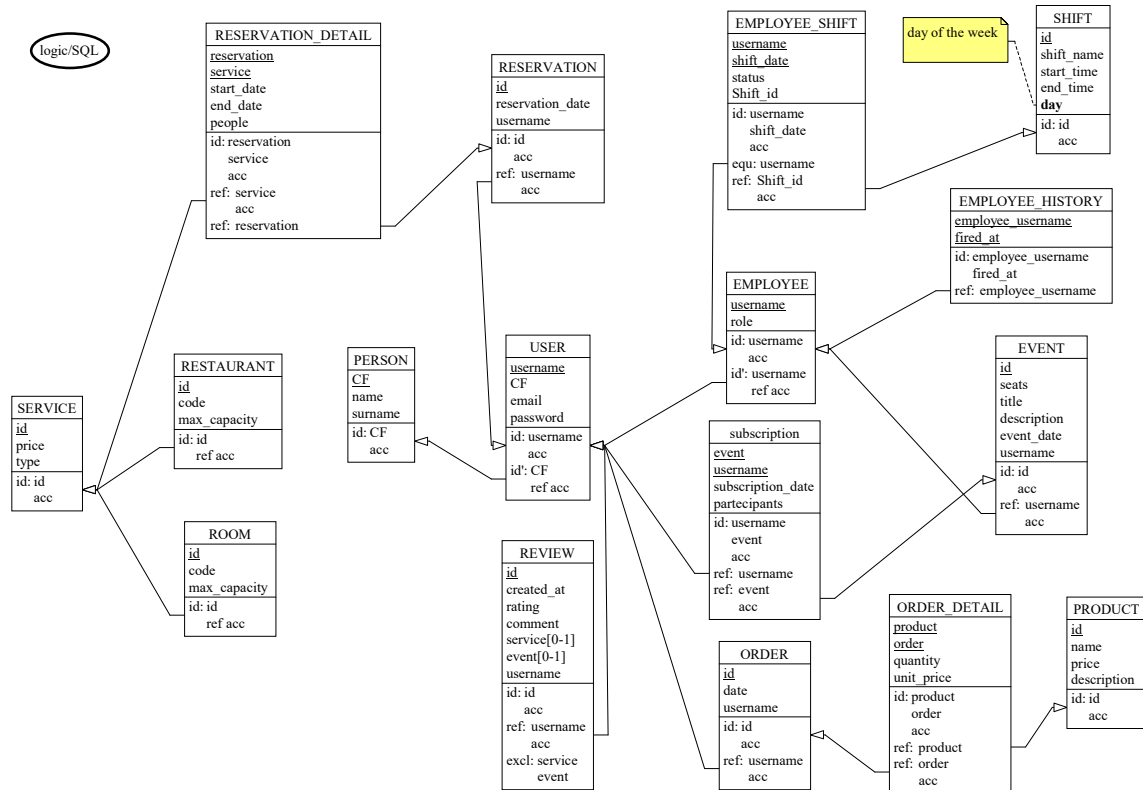 logic/SQL
RESERVATION_DETAIL
reservation
service
start_date
end_date
people
id: reservation
service
acc
ref: service
acc
ref: reservation
RESERVATION
id
reservation_date
username
id: id
acc
ref: username
acc
EMPLOYEE_SHIFT
username
shift_date
status
Shift_id
id: username
shift_date
acc
equ: username
ref: Shift_id
acc
day of the week
SHIFT
id
shift_name
start_time
end_time
day
id: id
acc
EMPLOYEE_HISTORY
employee_username
fired_at
id: employee_username
fired_at
ref: employee_username
EMPLOYEE
username
role
id: username
acc
id': username
ref acc
SERVICE
id
price
type
id: id
acc
RESTAURANT
id
code
max_capacity
id: id
ref acc
PERSON
CF
name
surname
id: CF
acc
USER
username
CF
email
password
id: username
acc
id': CF
ref acc
EVENT
id
seats
title
description
event_date
username
id: id
acc
ref: username
acc
subscription
event
username
subscription_date
partecipants
id: username
event
acc
ref: username
ref: event
acc
ROOM
id
code
max_capacity
id: id
ref acc
REVIEW
id
created_at
rating
comment
service[0-1]
event[0-1]
username
id: id
acc
ref: username
acc
excl: service
event
ORDER
id
date
username
id: id
acc
ref: username
acc
ORDER_DETAIL
product
order
quantity
unit_price
id: product
order
acc
ref: product
ref: order
acc
PRODUCT
id
name
price
description
id: id
acc